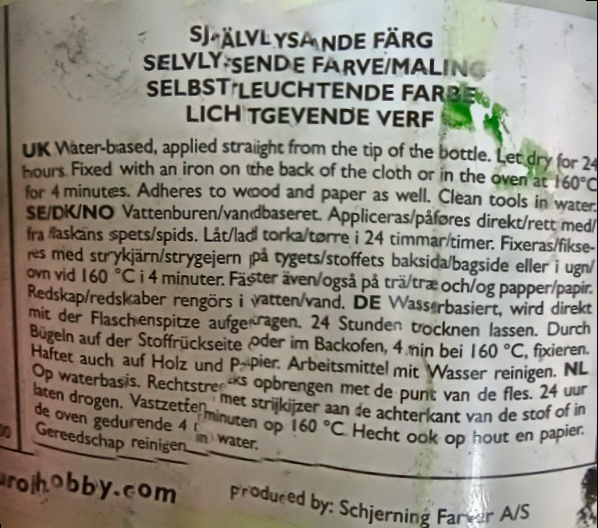 SJÄLVLYSANDE FÄRG
SELVLYSENDE FARVE/MALING
SELBSTLEUCHTENDE FARBE
LICHTGEVENDE VERF
UK Water-based, applied straight from the tip of the bottle. Let dry for 24
hours. Fixed with an iron on the back of the cloth or in the oven at 160°C
for 4 minutes. Adheres to wood and paper as well. Clean tools in water.
SE/DK/NO Vattenburen/vandbaseret. Appliceras/påføres direkt/rett med/
fra flaskans spets/spids. Låt/lad torka/tørre i 24 timmar/timer. Fixeras/fikse-
res med strykjärn/strygejern på tygets/stoffets baksida/bagside eller i ugn/
ovn vid 160 °C i 4 minuter. Fäster även/også på trä/træ och/og papper/papir.
Redskap/redskaber rengörs i vatten/vand. DE Wasserbasiert, wird direkt
mit der Flaschenspitze aufgetragen. 24 Stunden trocknen lassen. Durch
Bügeln auf der Stoffrückseite oder im Backofen, 4 min bei 160 °C, fixieren.
Haftet auch auf Holz und Papier. Arbeitsmittel mit Wasser reinigen. NL
Op waterbasis. Rechtstreeks opbrengen met de punt van de fles. 24 uur
laten drogen. Vastzetten met strijkijzer aan de achterkant van de stof of in
de oven gedurende 4 minuten op 160 °C. Hecht ook op hout en papier.
Gereedschap reinigen in water.
hobby.com
produced by: Schjerning Farver A/S